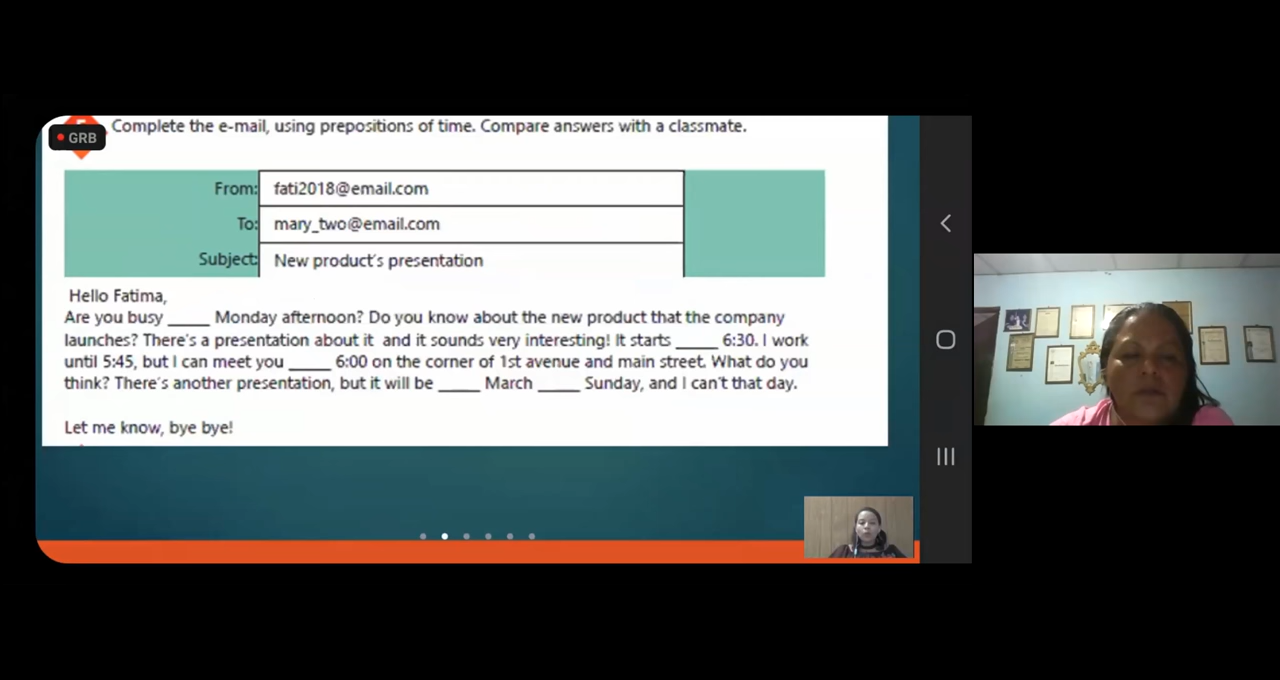 GRB
Complete the e-mail, using prepositions of time. Compare answers with a classmate.
From: fati2018@email.com
To: mary_two@email.com
Subject: New product's presentation
Hello Fatima,
Are you busy _____ Monday afternoon? Do you know about the new product that the company
launches? There's a presentation about it and it sounds very interesting! It starts _____ 6:30. I work
until 5:45, but I can meet you _____ 6:00 on the corner of 1st avenue and main street. What do you
think? There's another presentation, but it will be _____ March _____ Sunday, and I can't that day.
Let me know, bye bye!